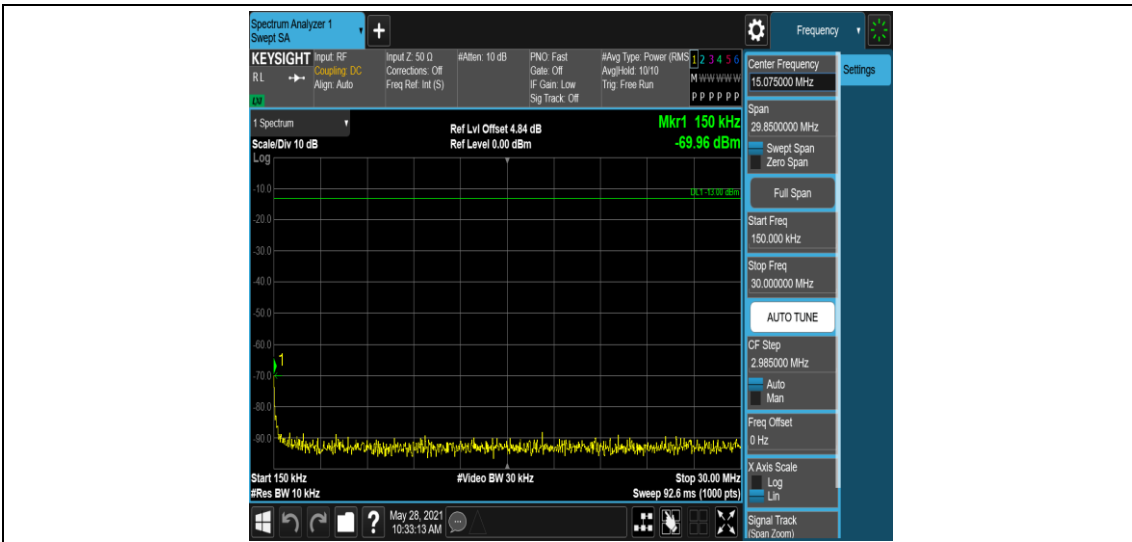 Spectrum Analyzer 1
Swept SA
+
Frequency
KEYSIGHT
RL
LXI
Input: RF
Coupling: DC
Align: Auto
Input Z: 50 Ω
Corrections: Off
Freq Ref: Int (S)
#Atten: 10 dB
PNO: Fast
Gate: Off
IF Gain: Low
Sig Track: Off
#Avg Type: Power (RMS
Avg|Hold: 10/10
Trig: Free Run
1 2 3 4 5 6
M W W W W W
P P P P P P
1 Spectrum
Scale/Div 10 dB
Log
Ref Lvl Offset 4.84 dB
Ref Level 0.00 dBm
Mkr1 150 kHz
-69.96 dBm
DL1 -13.00 dBm
-10.0
-20.0
-30.0
-40.0
-50.0
-60.0
1
-70.0
-80.0
-90.0
Start 150 kHz
#Video BW 30 kHz
Stop 30.00 MHz
#Res BW 10 kHz
Sweep 92.6 ms (1000 pts)
?
May 28, 2021
10:33:13 AM
Center Frequency
15.075000 MHz
Settings
Span
29.8500000 MHz
Swept Span
Zero Span
Full Span
Start Freq
150.000 kHz
Stop Freq
30.000000 MHz
AUTO TUNE
CF Step
2.985000 MHz
Auto
Man
Freq Offset
0 Hz
X Axis Scale
Log
Lin
Signal Track
(Span Zoom)